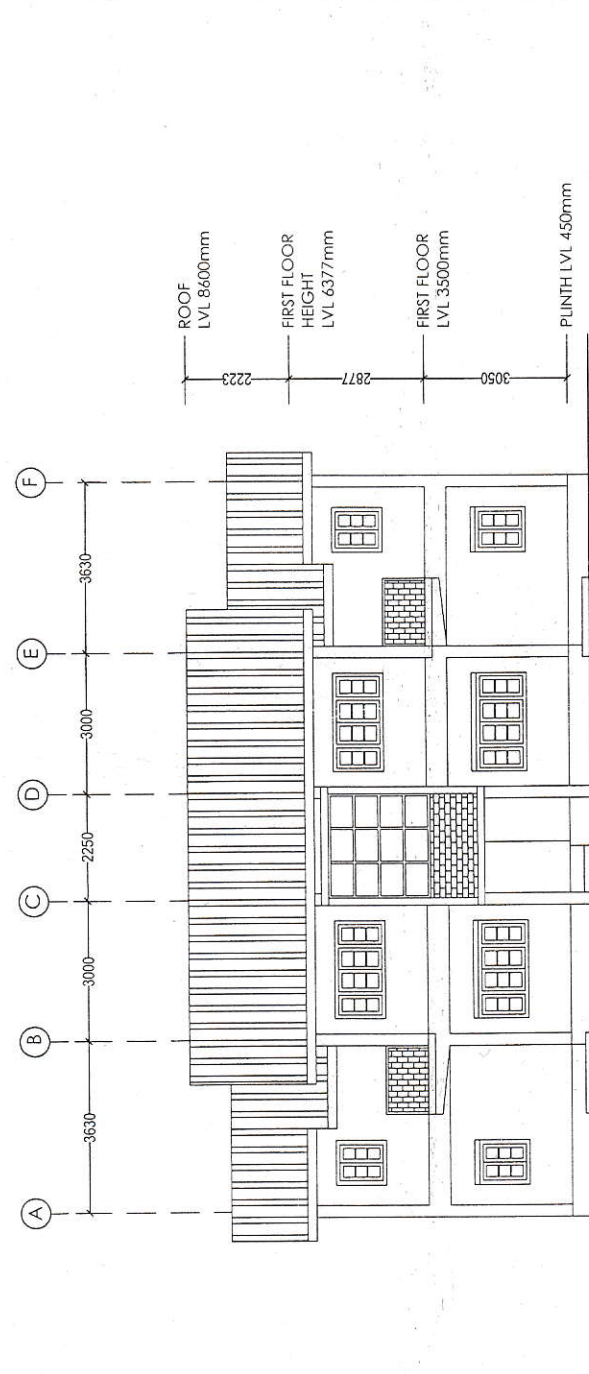 A
B
C
D
E
F
3630
3000
2250
3000
3630
ROOF
LVL 8600mm
2223
FIRST FLOOR
HEIGHT
LVL 6377mm
2877
FIRST FLOOR
LVL 3500mm
3050
PLINTH LVL 450mm